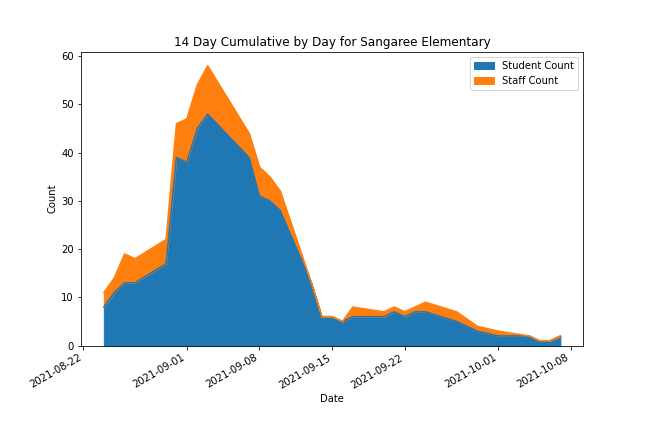 14 Day Cumulative by Day for Sangaree Elementary
Student Count
Staff Count
60
50
40
30
20
10
0
Count
2021-08-22
2021-09-01
2021-09-08
2021-09-15
2021-09-22
2021-10-01
2021-10-08
Date